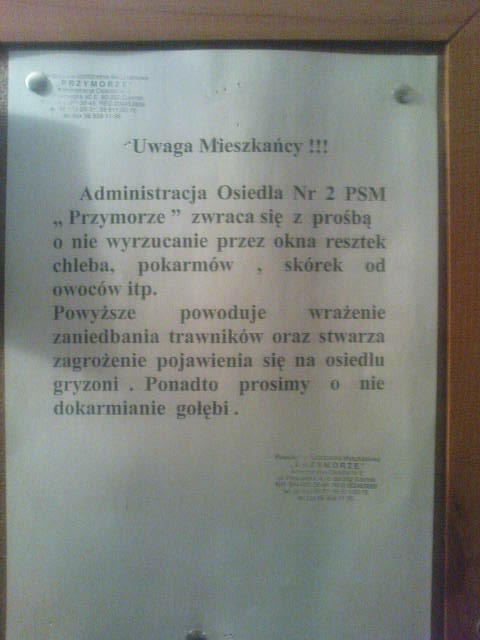 "PRZYMORZE"
Uwaga Mieszkańcy !!!
Administracja Osiedla Nr 2 PSM
„ Przymorze ” zwraca się z prośbą
o nie wyrzucanie przez okna resztek
chleba, pokarmów , skórek od
owoców itp.
Powyższe powoduje wrażenie
zaniedbania trawników oraz stwarza
zagrożenie pojawienia się na osiedlu
gryzoni . Ponadto prosimy o nie
dokarmianie gołębi .
"PRZYMORZE"